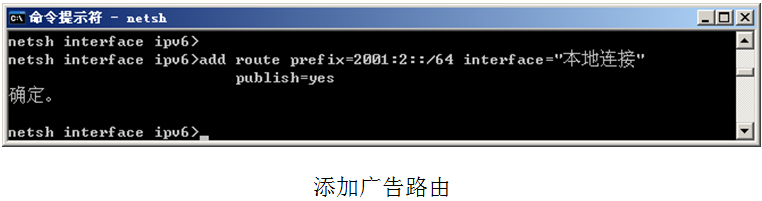 命令提示符 - netsh
netsh interface ipv6>
netsh interface ipv6>add route prefix=2001:2::/64 interface="本地连接"
publish=yes
确定。
netsh interface ipv6>_
添加广告路由